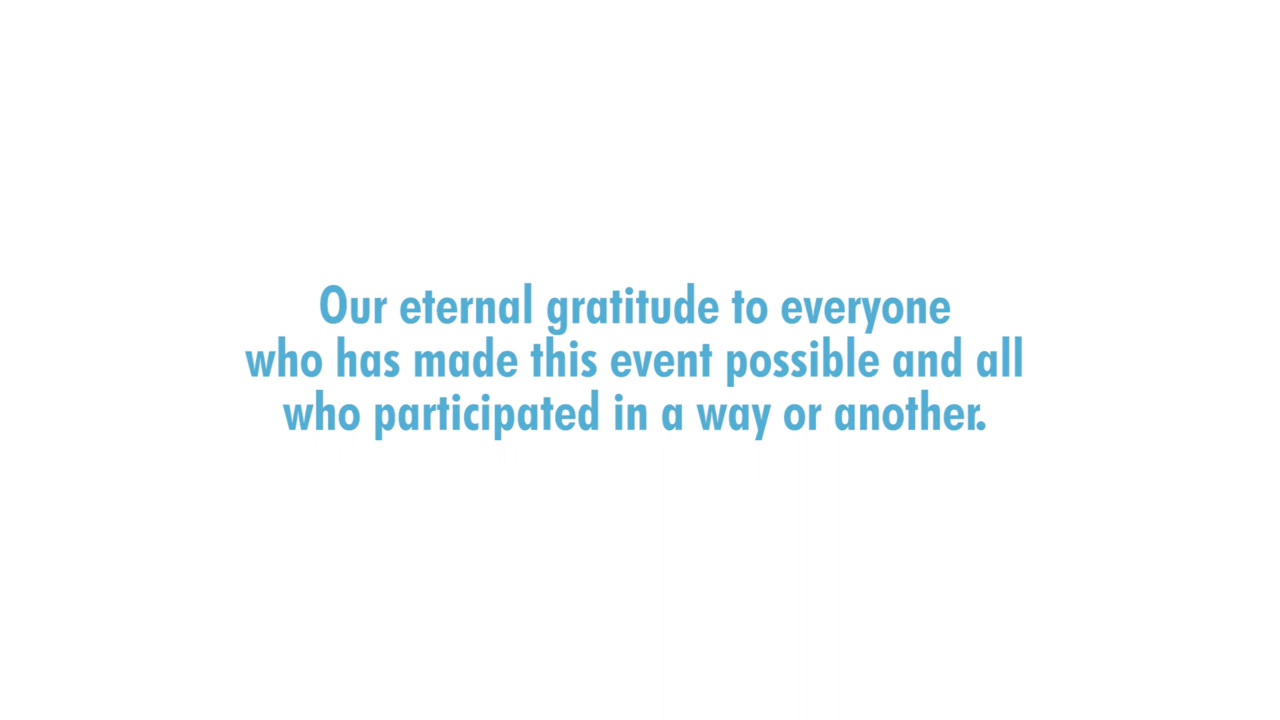 Our eternal gratitude to everyone
who has made this event possible and all
who participated in a way or another.